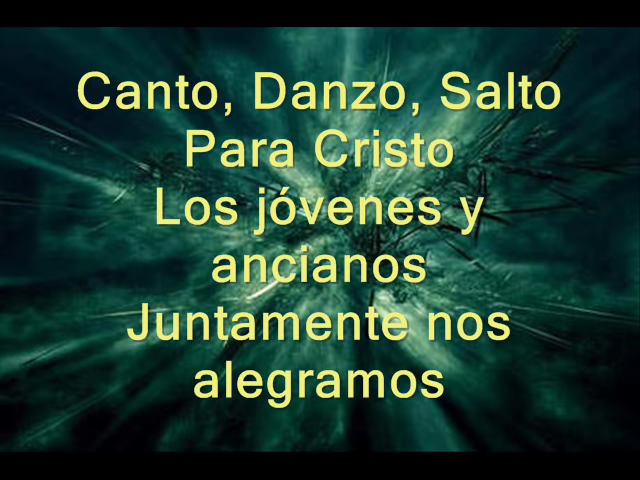 Canto, Danzo, Salto
Para Cristo
Los jóvenes y
ancianos
Juntamente nos
alegramos